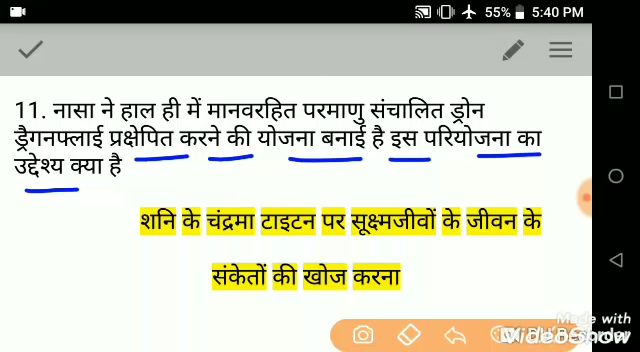 55% 5:40 PM
11. नासा ने हाल ही में मानवरहित परमाणु संचालित ड्रोन
ड्रैगनफ्लाई प्रक्षेपित करने की योजना बनाई है इस परियोजना का
उद्देश्य क्या है
शनि के चंद्रमा टाइटन पर सूक्ष्मजीवों के जीवन के
संकेतों की खोज करना
Made with
VideoShow